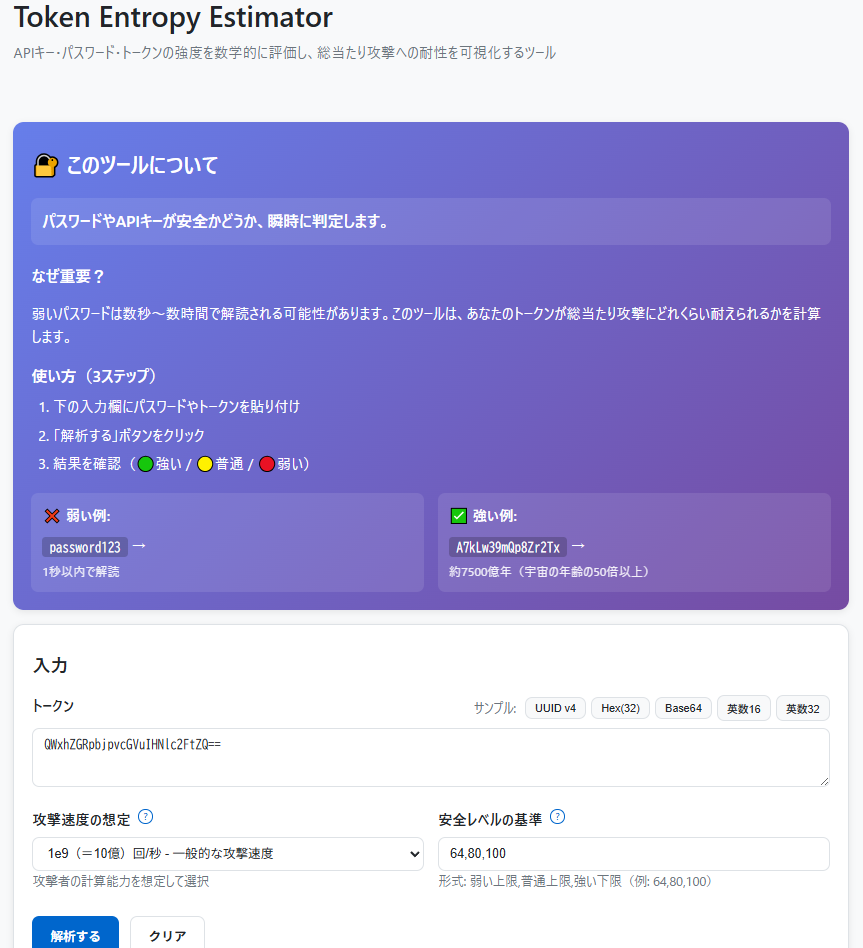 Token Entropy Estimator
APIキー・パスワード・トークンの強度を数学的に評価し、総当たり攻撃への耐性を可視化するツール
このツールについて
パスワードやAPIキーが安全かどうか、瞬時に判定します。
なぜ重要？
弱いパスワードは数秒～数時間で解読される可能性があります。このツールは、あなたのトークンが総当たり攻撃にどれくらい耐えられるかを計算
します。
使い方（3ステップ）
1. 下の入力欄にパスワードやトークンを貼り付け
2. 「解析する」ボタンをクリック
3. 結果を確認（🟢強い / 🟡普通 / 🔴弱い）
❌ 弱い例:
password123 →
1秒以内で解読
✅ 強い例:
A7kLw39mQp8Zr2Tx →
約7500億年（宇宙の年齢の50倍以上）
入力
トークン
サンプル: UUID v4 Hex(32) Base64 英数16 英数32
QWxhZGRpbjpvcGVuIHNlc2FtZQ==
攻撃速度の想定 ?
1e9（＝10億）回/秒 - 一般的な攻撃速度
攻撃者の計算能力を想定して選択
安全レベルの基準 ?
64,80,100
形式: 弱い上限,普通上限,強い下限（例: 64,80,100）
解析する クリア